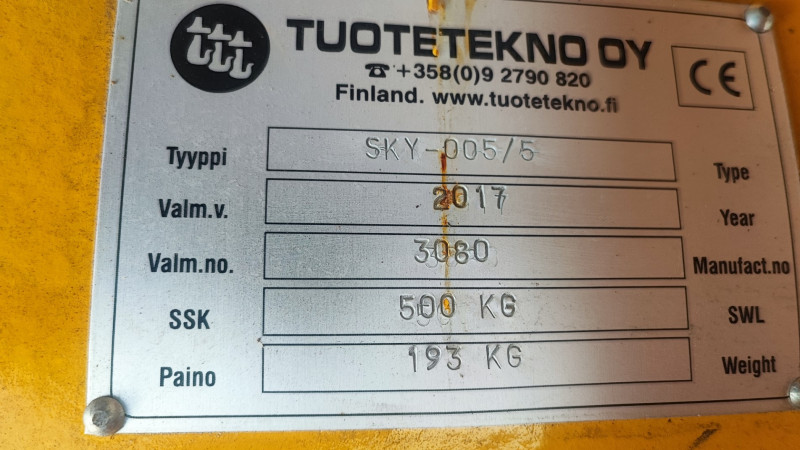 ttt TUOTETEKNO OY CE
☎ +358(0)9 2790 820
Finland. www.tuotetekno.fi
Tyyppi SKY-005/5 Type
Valm.v. 2017 Year
Valm.no. 3080 Manufact.no
SSK 500 KG SWL
Paino 193 KG Weight